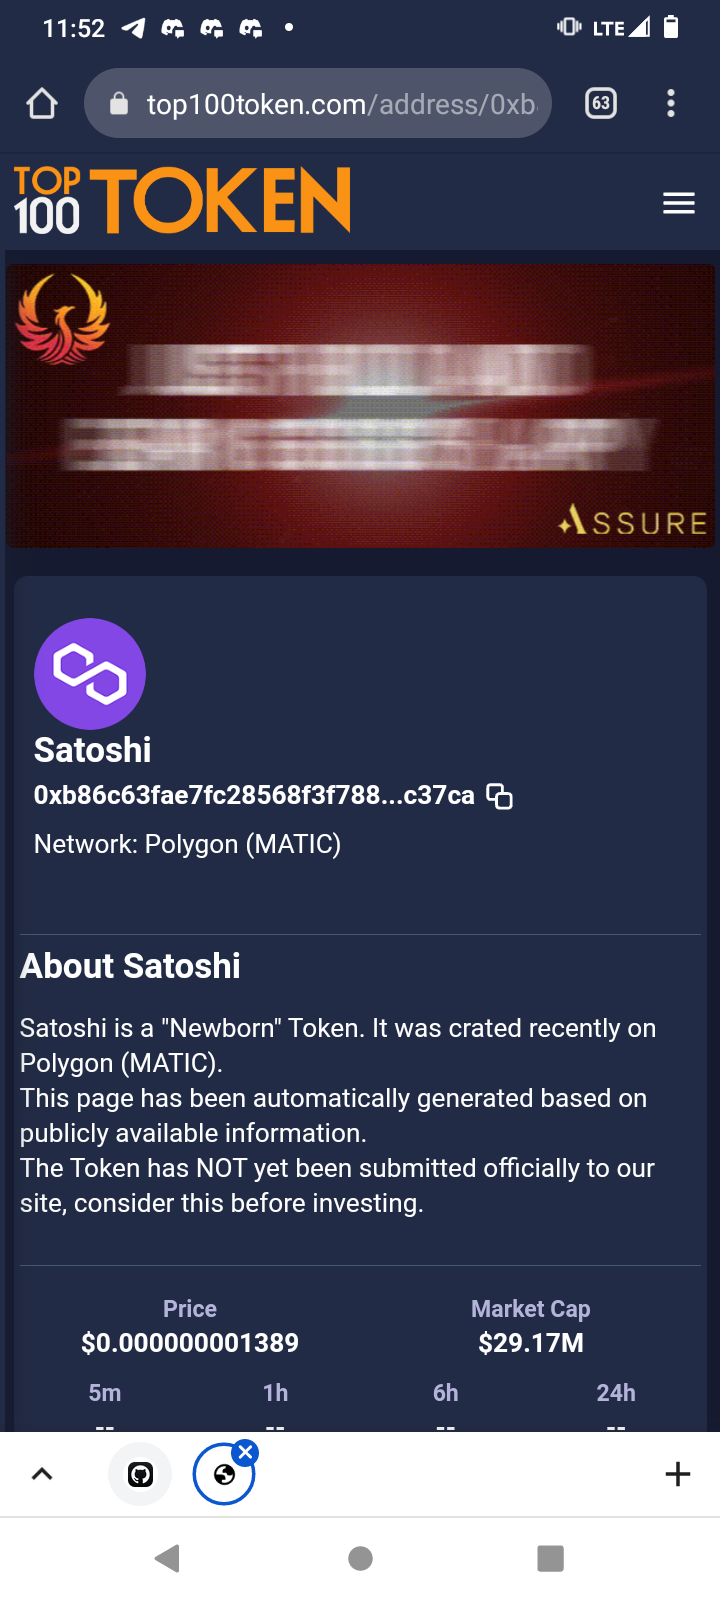 11:52
LTE
top100token.com/address/0xb
63
TOP
100 TOKEN
ASSURE
Satoshi
0xb86c63fae7fc28568f3f788...c37ca
Network: Polygon (MATIC)
About Satoshi
Satoshi is a "Newborn" Token. It was crated recently on
Polygon (MATIC).
This page has been automatically generated based on
publicly available information.
The Token has NOT yet been submitted officially to our
site, consider this before investing.
Price Market Cap
$0.000000001389 $29.17M
5m 1h 6h 24h
-- -- -- --